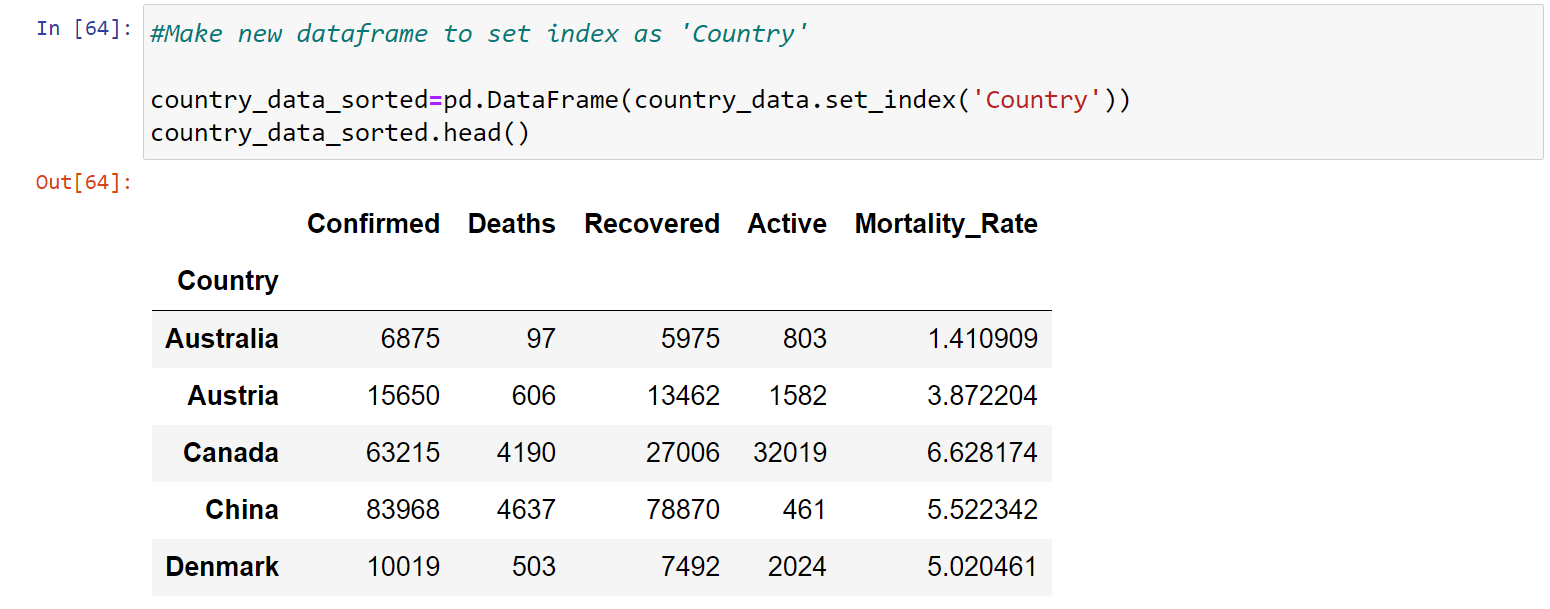 In [64]: #Make new dataframe to set index as 'Country'
country_data_sorted=pd.DataFrame(country_data.set_index('Country'))
country_data_sorted.head()
Out[64]:
Confirmed Deaths Recovered Active Mortality_Rate
Country
Australia 6875 97 5975 803 1.410909
Austria 15650 606 13462 1582 3.872204
Canada 63215 4190 27006 32019 6.628174
China 83968 4637 78870 461 5.522342
Denmark 10019 503 7492 2024 5.020461